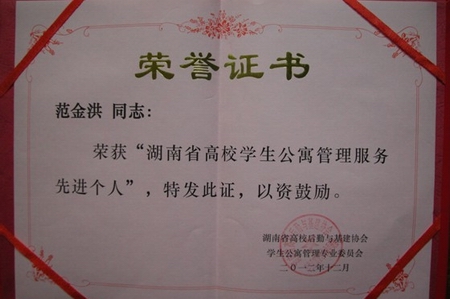 荣誉证书
范金洪 同志：
荣获“湖南省高校学生公寓管理服务
先进个人”，特发此证，以资鼓励。
湖南省高校后勤与基建协会
学生公寓管理专业委员会
二〇一二年十二月